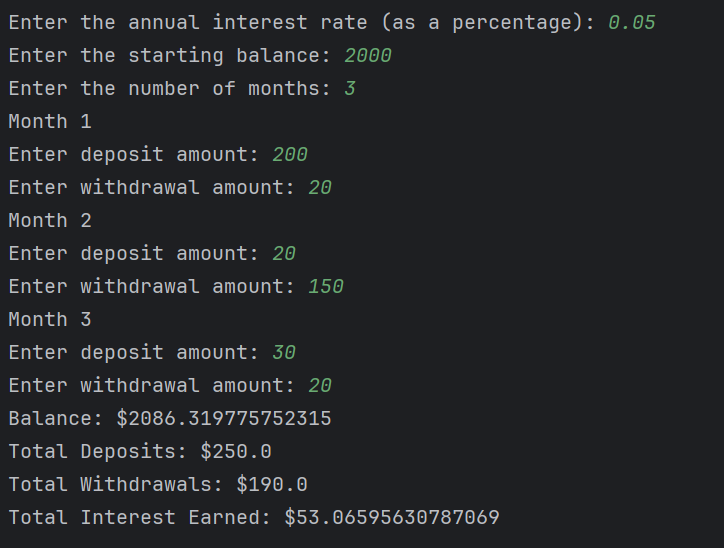 Enter the annual interest rate (as a percentage): 0.05
Enter the starting balance: 2000
Enter the number of months: 3
Month 1
Enter deposit amount: 200
Enter withdrawal amount: 20
Month 2
Enter deposit amount: 20
Enter withdrawal amount: 150
Month 3
Enter deposit amount: 30
Enter withdrawal amount: 20
Balance: $2086.319775752315
Total Deposits: $250.0
Total Withdrawals: $190.0
Total Interest Earned: $53.06595630787069